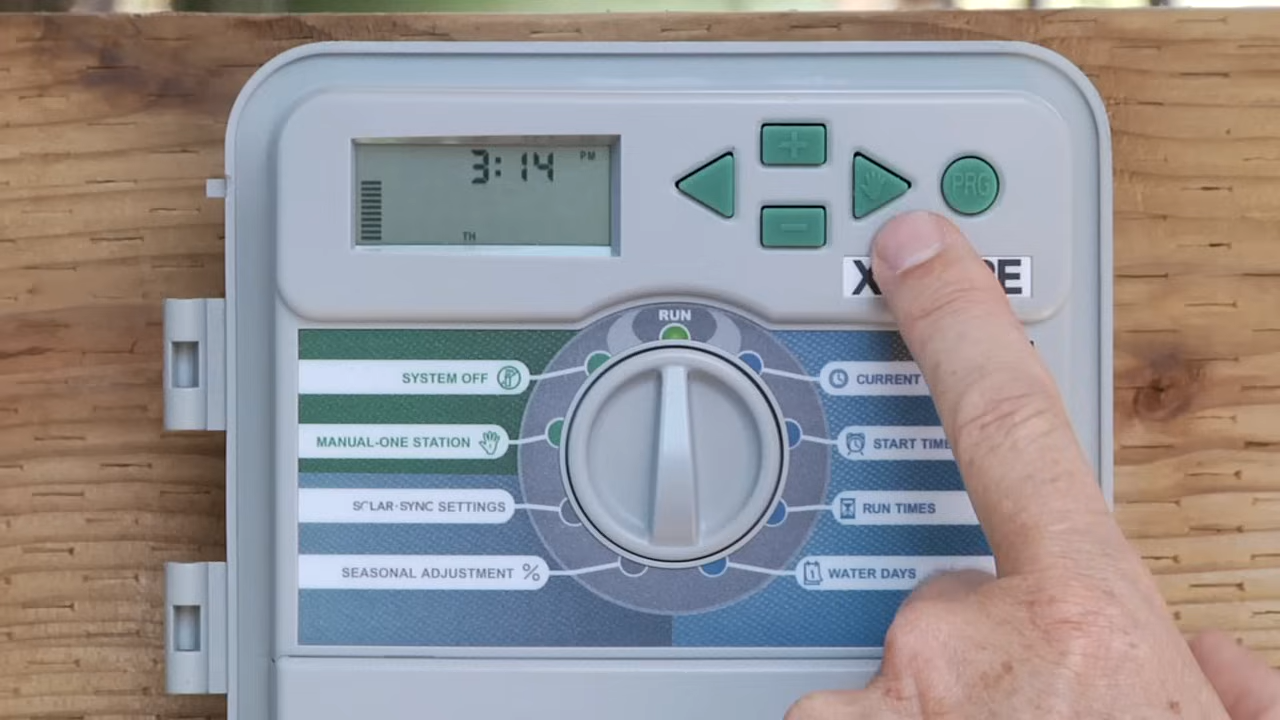 3:14 PM
TH
+
PRG
-
X E
RUN
SYSTEM OFF
CURRENT
MANUAL-ONE STATION
START TIME
SOLAR-SYNC SETTINGS
RUN TIMES
SEASONAL ADJUSTMENT %
1 WATER DAYS